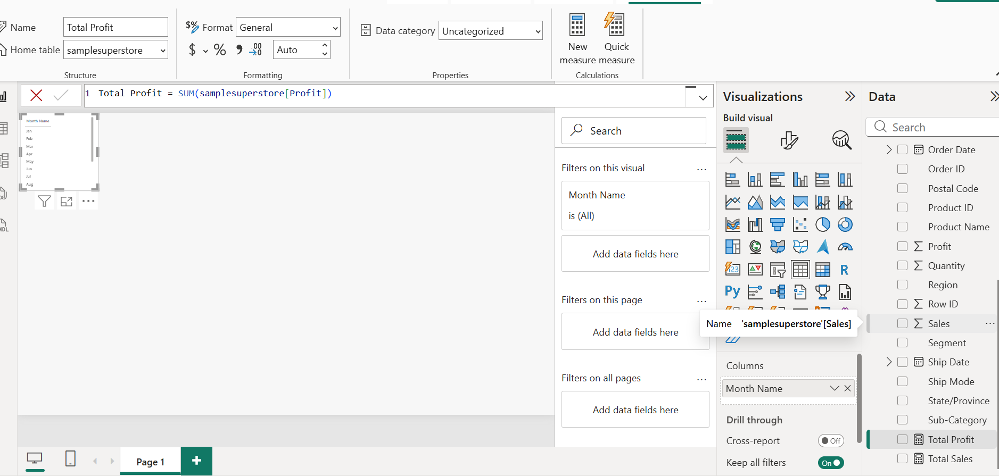 Name
Total Profit
Home table
samplesuperstore
Structure
$% Format
General
$ % 9 .00 →.0
Auto
Formatting
Data category
Uncategorized
Properties
New measure
Quick measure
Calculations
1 Total Profit = SUM(samplesuperstore[Profit])
Month Name
Jan
Feb
Mar
Apr
May
Jun
Jul
Aug
Search
Filters on this visual ...
Month Name
is (All)
Add data fields here
Filters on this page ...
Add data fields here
Filters on all pages ...
Add data fields here
Visualizations
Build visual
123
R
Py
Name 'samplesuperstore'[Sales]
Columns
Month Name
Drill through
Cross-report
Off
Keep all filters
On
Data
Search
Order Date
Order ID
Postal Code
Product ID
Product Name
Profit
Quantity
Region
Row ID
Sales ...
Segment
Ship Date
Ship Mode
State/Province
Sub-Category
Total Profit
Total Sales
Page 1
+